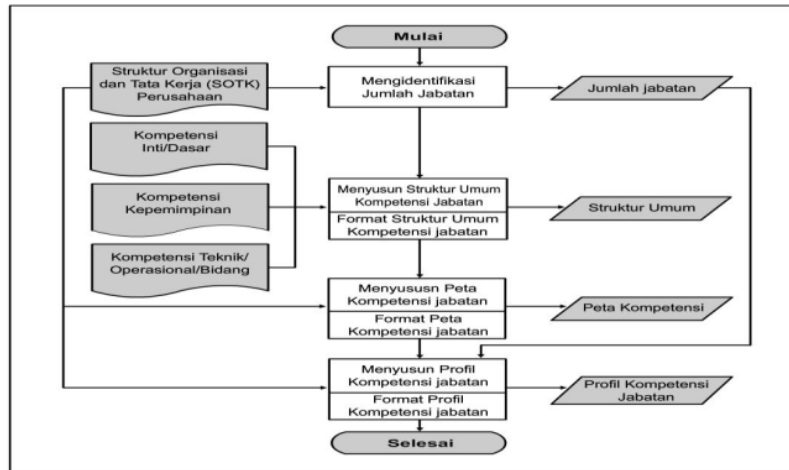 Mulai
Struktur Organisasi
dan Tata Kerja (SOTK)
Perusahaan
Mengidentifikasi
Jumlah Jabatan
Jumlah jabatan
Kompetensi
Inti/Dasar
Kompetensi
Kepemimpinan
Kompetensi Teknik/
Operasional/Bidang
Menyusun Struktur Umum
Kompetensi Jabatan
Format Struktur Umum
Kompetensi jabatan
Struktur Umum
Menyususn Peta
Kompetensi jabatan
Format Peta
Kompetensi jabatan
Peta Kompetensi
Menyusun Profil
Kompetensi jabatan
Format Profil
Kompetensi jabatan
Profil Kompetensi
Jabatan
Selesai